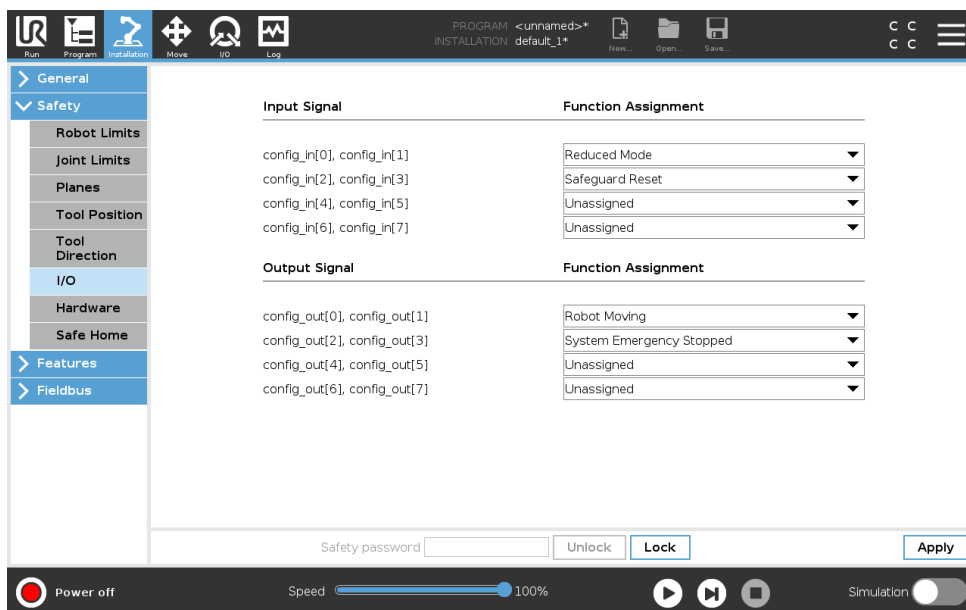 UR
PROGRAM <unnamed>*
INSTALLATION default_1*
Run Program Installation Move I/O Log New... Open... Save...
C C
C C
General
Safety
Robot Limits
Joint Limits
Planes
Tool Position
Tool
Direction
I/O
Hardware
Safe Home
Features
Fieldbus
Input Signal Function Assignment
config_in[0], config_in[1] Reduced Mode
config_in[2], config_in[3] Safeguard Reset
config_in[4], config_in[5] Unassigned
config_in[6], config_in[7] Unassigned
Output Signal Function Assignment
config_out[0], config_out[1] Robot Moving
config_out[2], config_out[3] System Emergency Stopped
config_out[4], config_out[5] Unassigned
config_out[6], config_out[7] Unassigned
Safety password Unlock Lock Apply
Power off Speed 100% Simulation